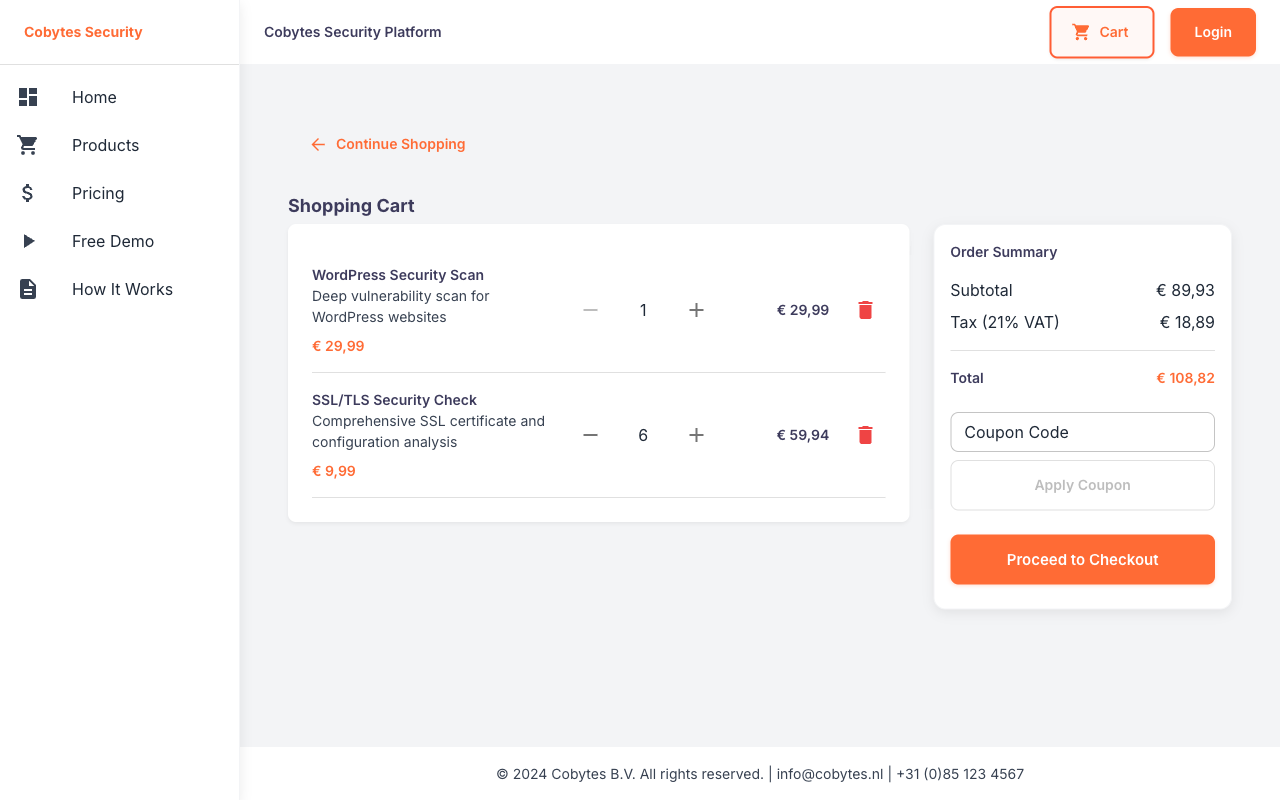 Cobytes Security
Cobytes Security Platform
Cart
Login
Home
Products
Pricing
Free Demo
How It Works
Continue Shopping
Shopping Cart
WordPress Security Scan
Deep vulnerability scan for
WordPress websites
€ 29,99
1
€ 29,99
SSL/TLS Security Check
Comprehensive SSL certificate and
configuration analysis
€ 9,99
6
€ 59,94
Order Summary
Subtotal € 89,93
Tax (21% VAT) € 18,89
Total € 108,82
Coupon Code
Apply Coupon
Proceed to Checkout
© 2024 Cobytes B.V. All rights reserved. | info@cobytes.nl | +31 (0)85 123 4567